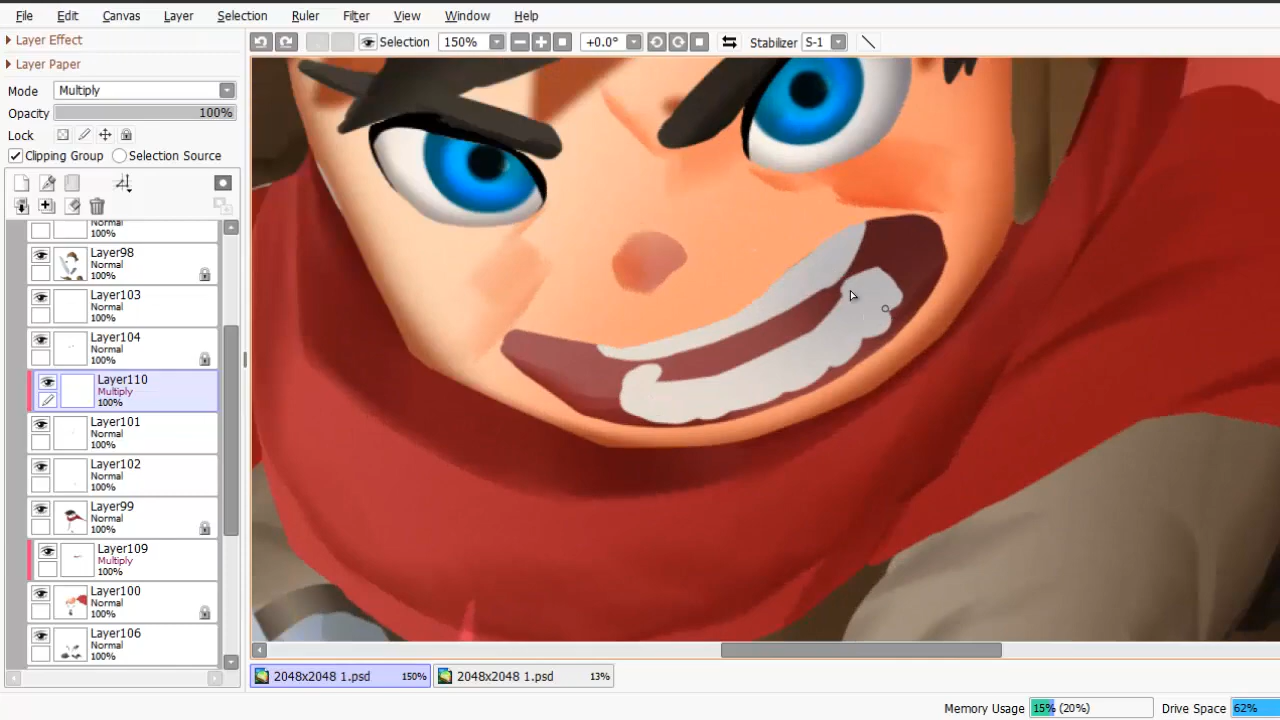 File Edit Canvas Layer Selection Ruler Filter View Window Help
Layer Effect
Selection 150% +0.0° Stabilizer S-1
Layer Paper
Mode Multiply
Opacity 100%
Lock
Clipping Group Selection Source
Normal
100%
Layer98
Normal
100%
Layer103
Normal
100%
Layer104
Normal
100%
Layer110
Multiply
100%
Layer101
Normal
100%
Layer102
Normal
100%
Layer99
Normal
100%
Layer109
Multiply
100%
Layer100
Normal
100%
Layer106
Normal
100%
2048x2048 1.psd 150% 2048x2048 1.psd 13%
Memory Usage 15% (20%) Drive Space 62%